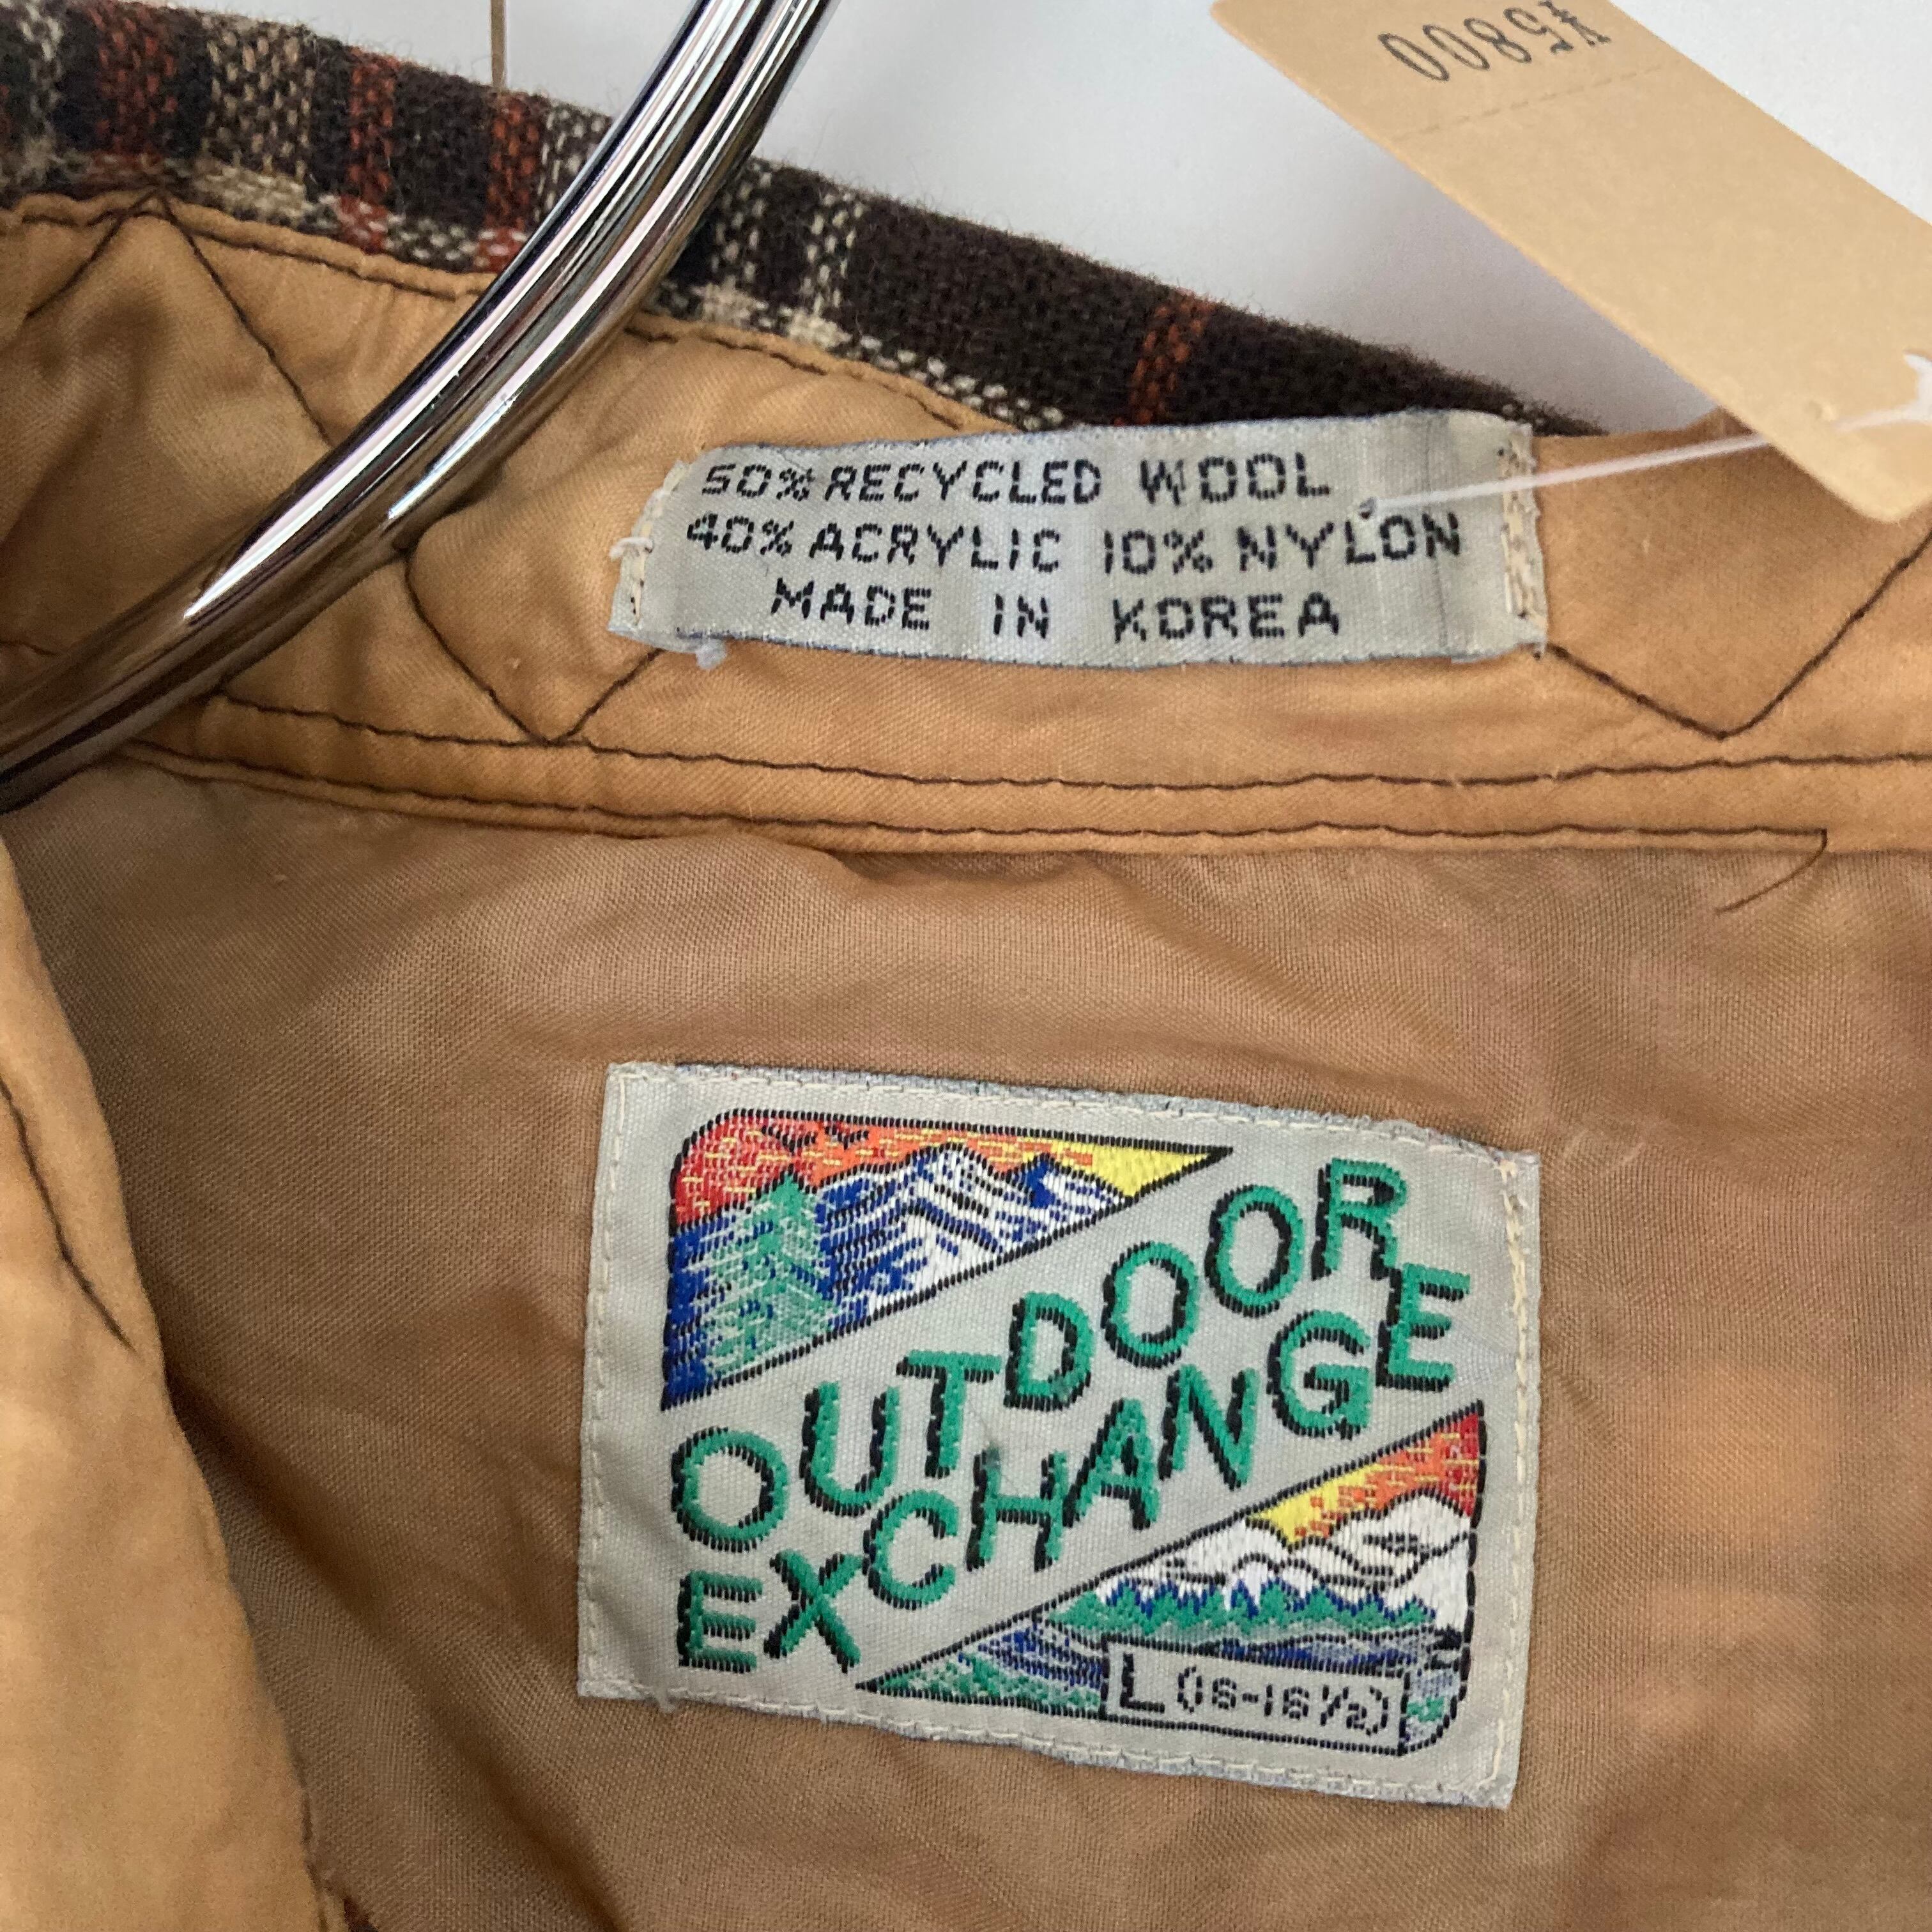 ¥5800
50% RECYCLED WOOL
40% ACRYLIC 10% NYLON
MADE IN KOREA
OUTDOOR
EXCHANGE
L (16-16½)